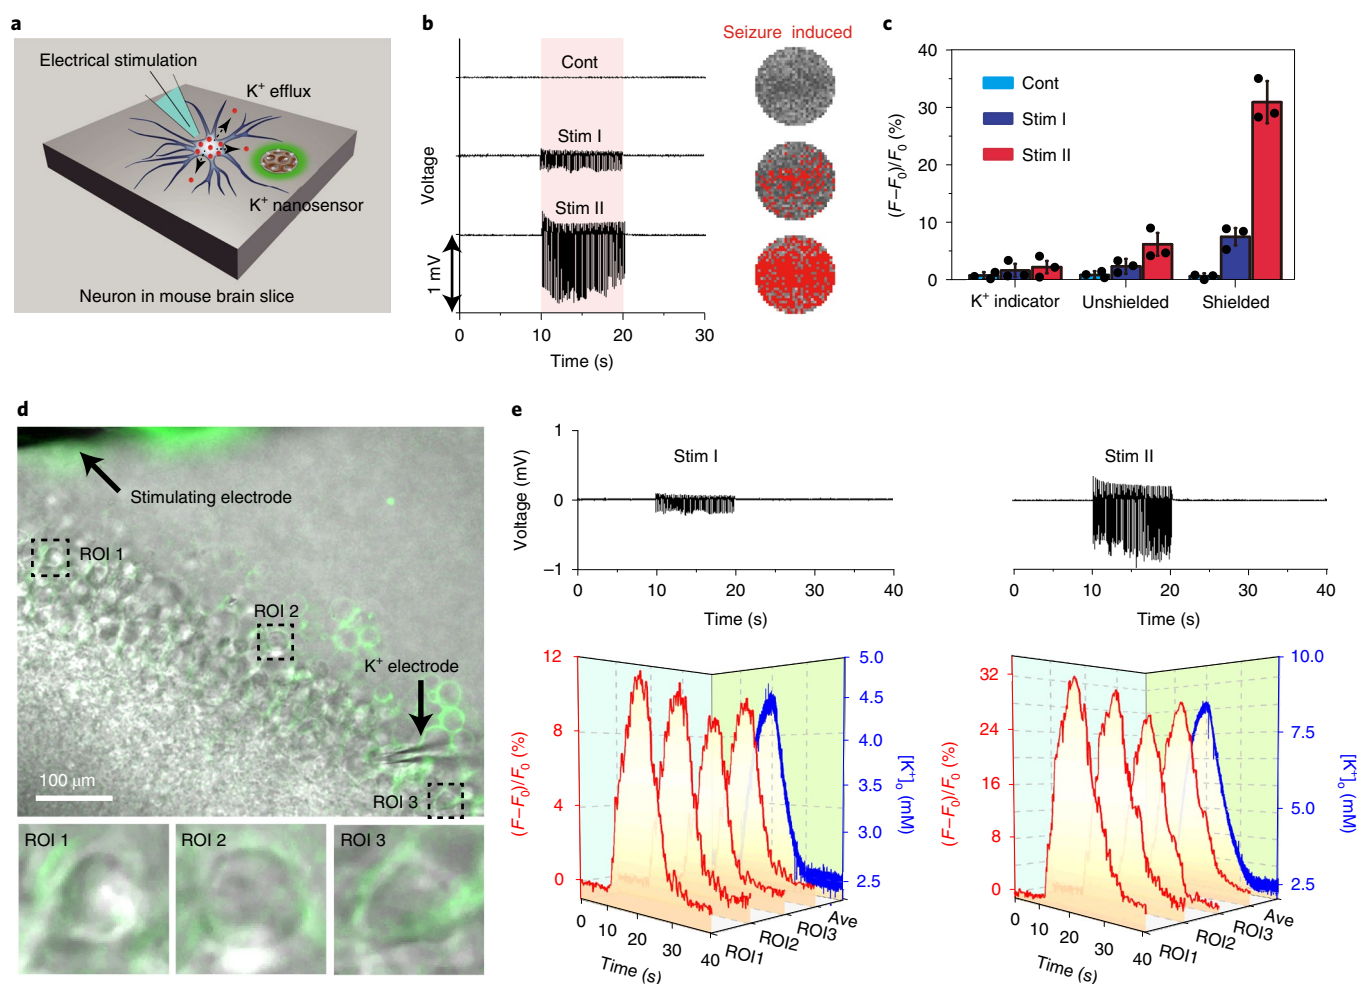 a
Electrical stimulation
K⁺ efflux
K⁺ nanosensor
Neuron in mouse brain slice
b
Seizure induced
Cont
Stim I
Stim II
Voltage
1 mV
0 10 20 30
Time (s)
c
40
30
20
10
0
(F–F₀)/F₀ (%)
Cont
Stim I
Stim II
K⁺ indicator Unshielded Shielded
d
Stimulating electrode
ROI 1
ROI 2
K⁺ electrode
100 μm
ROI 3
ROI 1 ROI 2 ROI 3
e
1
0
–1
Voltage (mV)
Stim I
0 10 20 30 40
Time (s)
Stim II
0 10 20 30 40
Time (s)
12
8
4
0
(F–F₀)/F₀ (%)
5.0
4.5
4.0
3.5
3.0
2.5
[K⁺]ₒ (mM)
0 10 20 30 40
Time (s)
ROI1 ROI2 ROI3 Ave
32
24
16
8
0
(F–F₀)/F₀ (%)
10.0
7.5
5.0
2.5
[K⁺]ₒ (mM)
0 10 20 30 40
Time (s)
ROI1 ROI2 ROI3 Ave